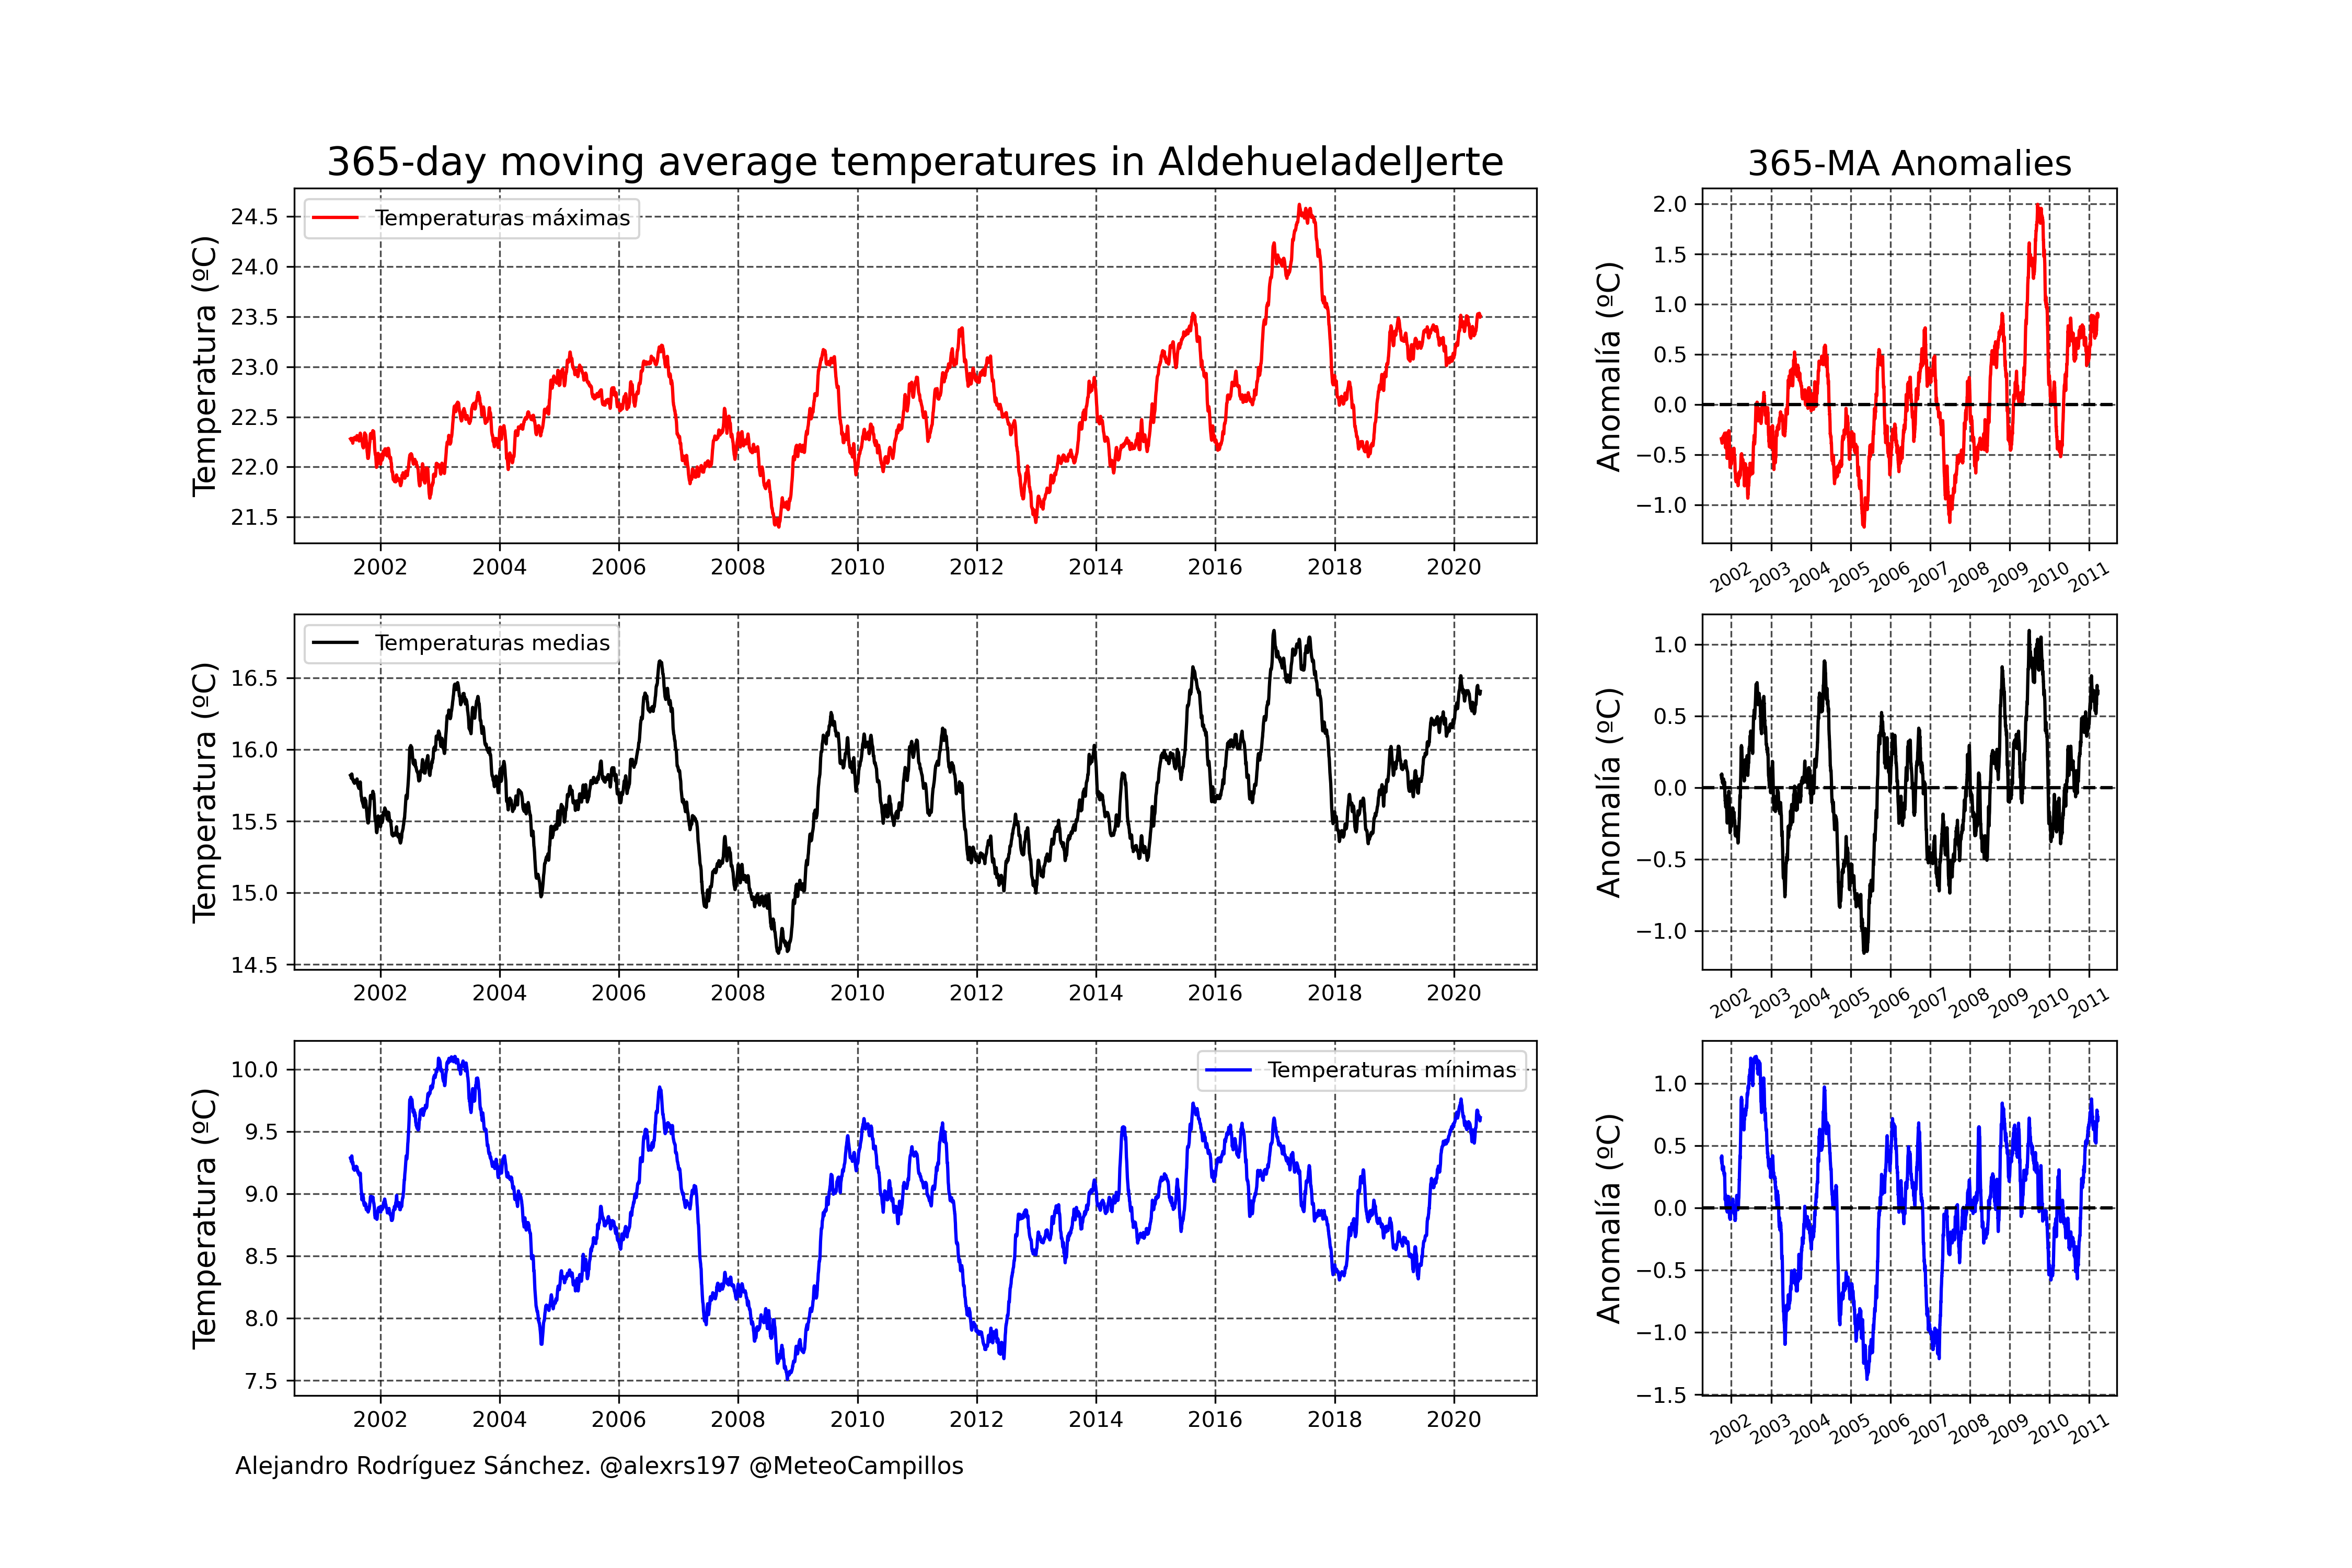 365-day moving average temperatures in AldehueladelJerte
365-MA Anomalies
Temperatura (ºC)
24.5
24.0
23.5
23.0
22.5
22.0
21.5
Temperaturas máximas
2002 2004 2006 2008 2010 2012 2014 2016 2018 2020
Anomalía (ºC)
2.0
1.5
1.0
0.5
0.0
−0.5
−1.0
2002 2003 2004 2005 2006 2007 2008 2009 2010 2011
Temperatura (ºC)
16.5
16.0
15.5
15.0
14.5
Temperaturas medias
2002 2004 2006 2008 2010 2012 2014 2016 2018 2020
Anomalía (ºC)
1.0
0.5
0.0
−0.5
−1.0
2002 2003 2004 2005 2006 2007 2008 2009 2010 2011
Temperatura (ºC)
10.0
9.5
9.0
8.5
8.0
7.5
Temperaturas mínimas
2002 2004 2006 2008 2010 2012 2014 2016 2018 2020
Anomalía (ºC)
1.0
0.5
0.0
−0.5
−1.0
−1.5
2002 2003 2004 2005 2006 2007 2008 2009 2010 2011
Alejandro Rodríguez Sánchez. @alexrs197 @MeteoCampillos